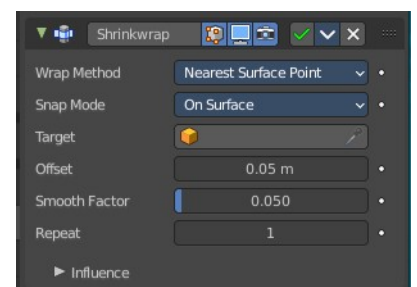 Shrinkwrap
Wrap Method Nearest Surface Point
Snap Mode On Surface
Target
Offset 0.05 m
Smooth Factor 0.050
Repeat 1
Influence